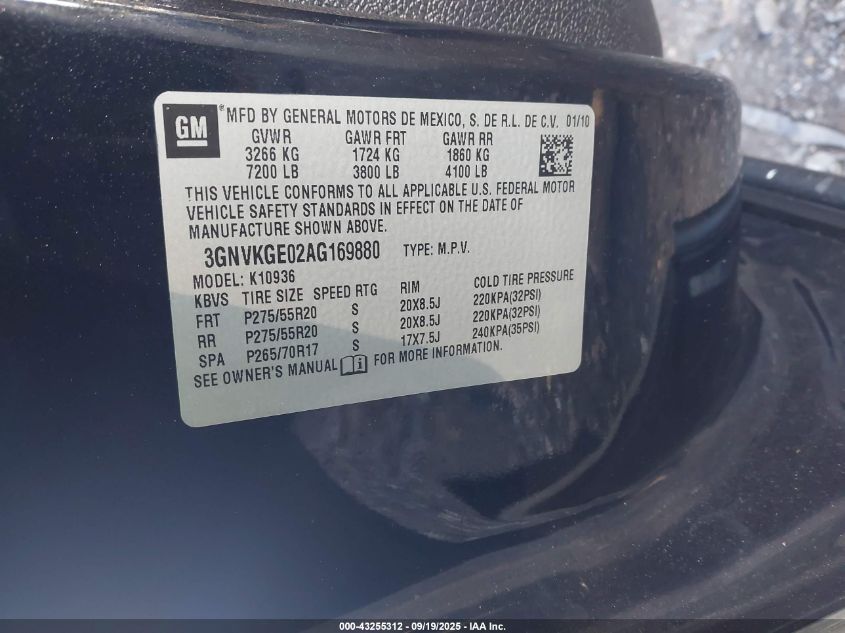 GM ® MFD BY GENERAL MOTORS DE MEXICO, S. DE R.L. DE C.V. 01/10
GVWR GAWR FRT GAWR RR
3266 KG 1724 KG 1860 KG
7200 LB 3800 LB 4100 LB
THIS VEHICLE CONFORMS TO ALL APPLICABLE U.S. FEDERAL MOTOR
VEHICLE SAFETY STANDARDS IN EFFECT ON THE DATE OF
MANUFACTURE SHOWN ABOVE.
3GNVKGE02AG169880 TYPE: M.P.V.
MODEL: K10936
KBVS TIRE SIZE SPEED RTG RIM COLD TIRE PRESSURE
FRT P275/55R20 S 20X8.5J 220KPA(32PSI)
RR P275/55R20 S 20X8.5J 220KPA(32PSI)
SPA P265/70R17 S 17X7.5J 240KPA(35PSI)
SEE OWNER'S MANUAL i FOR MORE INFORMATION.
000-43255312 - 09/19/2025 - IAA Inc.